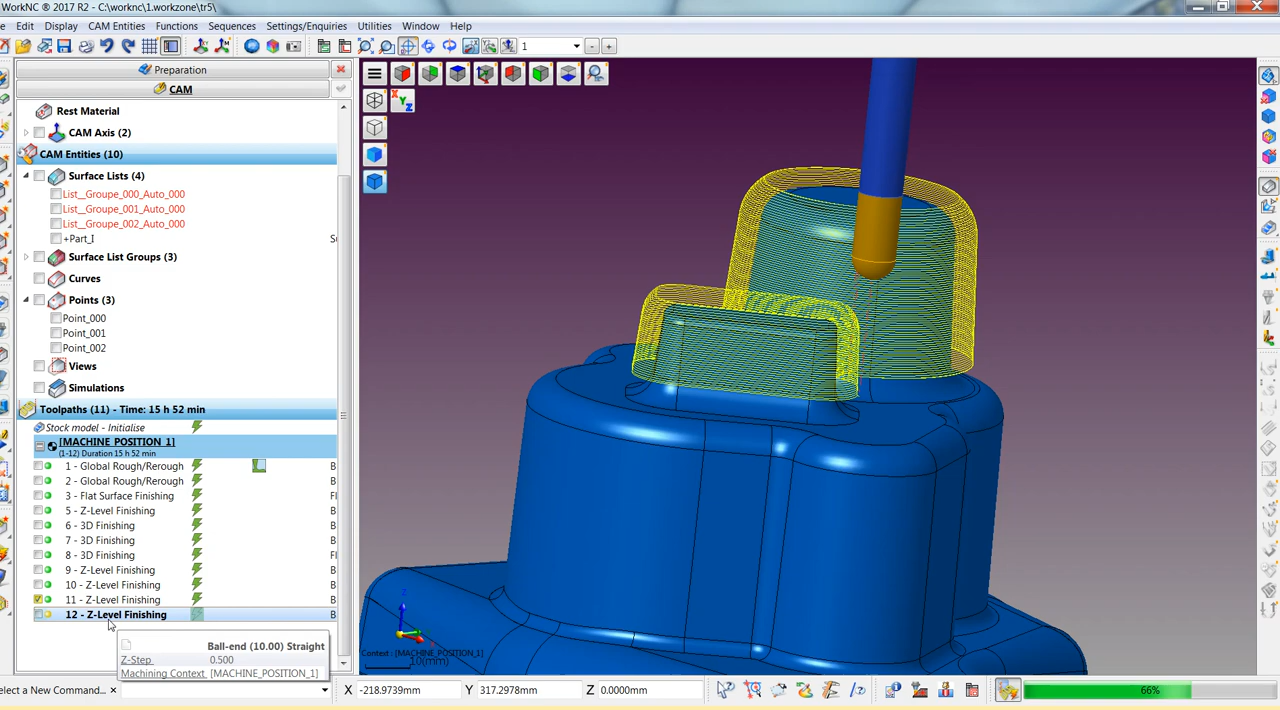 WorkNC ® 2017 R2 - C:\worknc\1.workzone\tr5\
Edit Display CAM Entities Functions Sequences Settings/Enquiries Utilities Window Help
1
Preparation
CAM
Rest Material
CAM Axis (2)
CAM Entities (10)
Surface Lists (4)
List__Groupe_000_Auto_000
List__Groupe_001_Auto_000
List__Groupe_002_Auto_000
+Part_I
Surface List Groups (3)
Curves
Points (3)
Point_000
Point_001
Point_002
Views
Simulations
Toolpaths (11) - Time: 15 h 52 min
Stock model - Initialise
[MACHINE POSITION 1]
(1-12) Duration 15 h 52 min
1 - Global Rough/Rerough B
2 - Global Rough/Rerough B
3 - Flat Surface Finishing Fl
5 - Z-Level Finishing B
6 - 3D Finishing B
7 - 3D Finishing B
8 - 3D Finishing Fl
9 - Z-Level Finishing B
10 - Z-Level Finishing B
11 - Z-Level Finishing B
12 - Z-Level Finishing B
Ball-end (10.00) Straight
Z-Step 0.500
Machining Context [MACHINE_POSITION_1]
X
Y
Z
Z
Context : [MACHINE_POSITION_1]
10(mm)
elect a New Command...
X -218.9739mm Y 317.2978mm Z 0.0000mm
66%